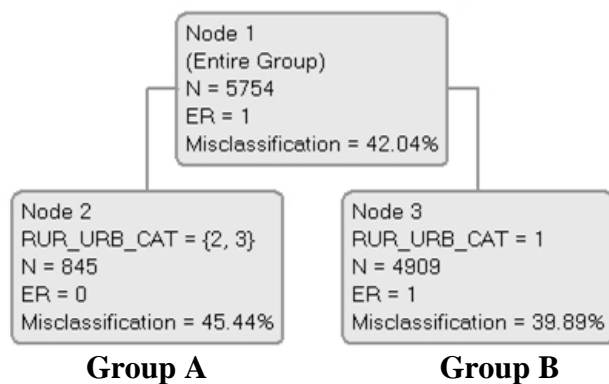 Node 1
(Entire Group)
N = 5754
ER = 1
Misclassification = 42.04%
Node 2
RUR_URB_CAT = {2, 3}
N = 845
ER = 0
Misclassification = 45.44%
Node 3
RUR_URB_CAT = 1
N = 4909
ER = 1
Misclassification = 39.89%
Group A
Group B